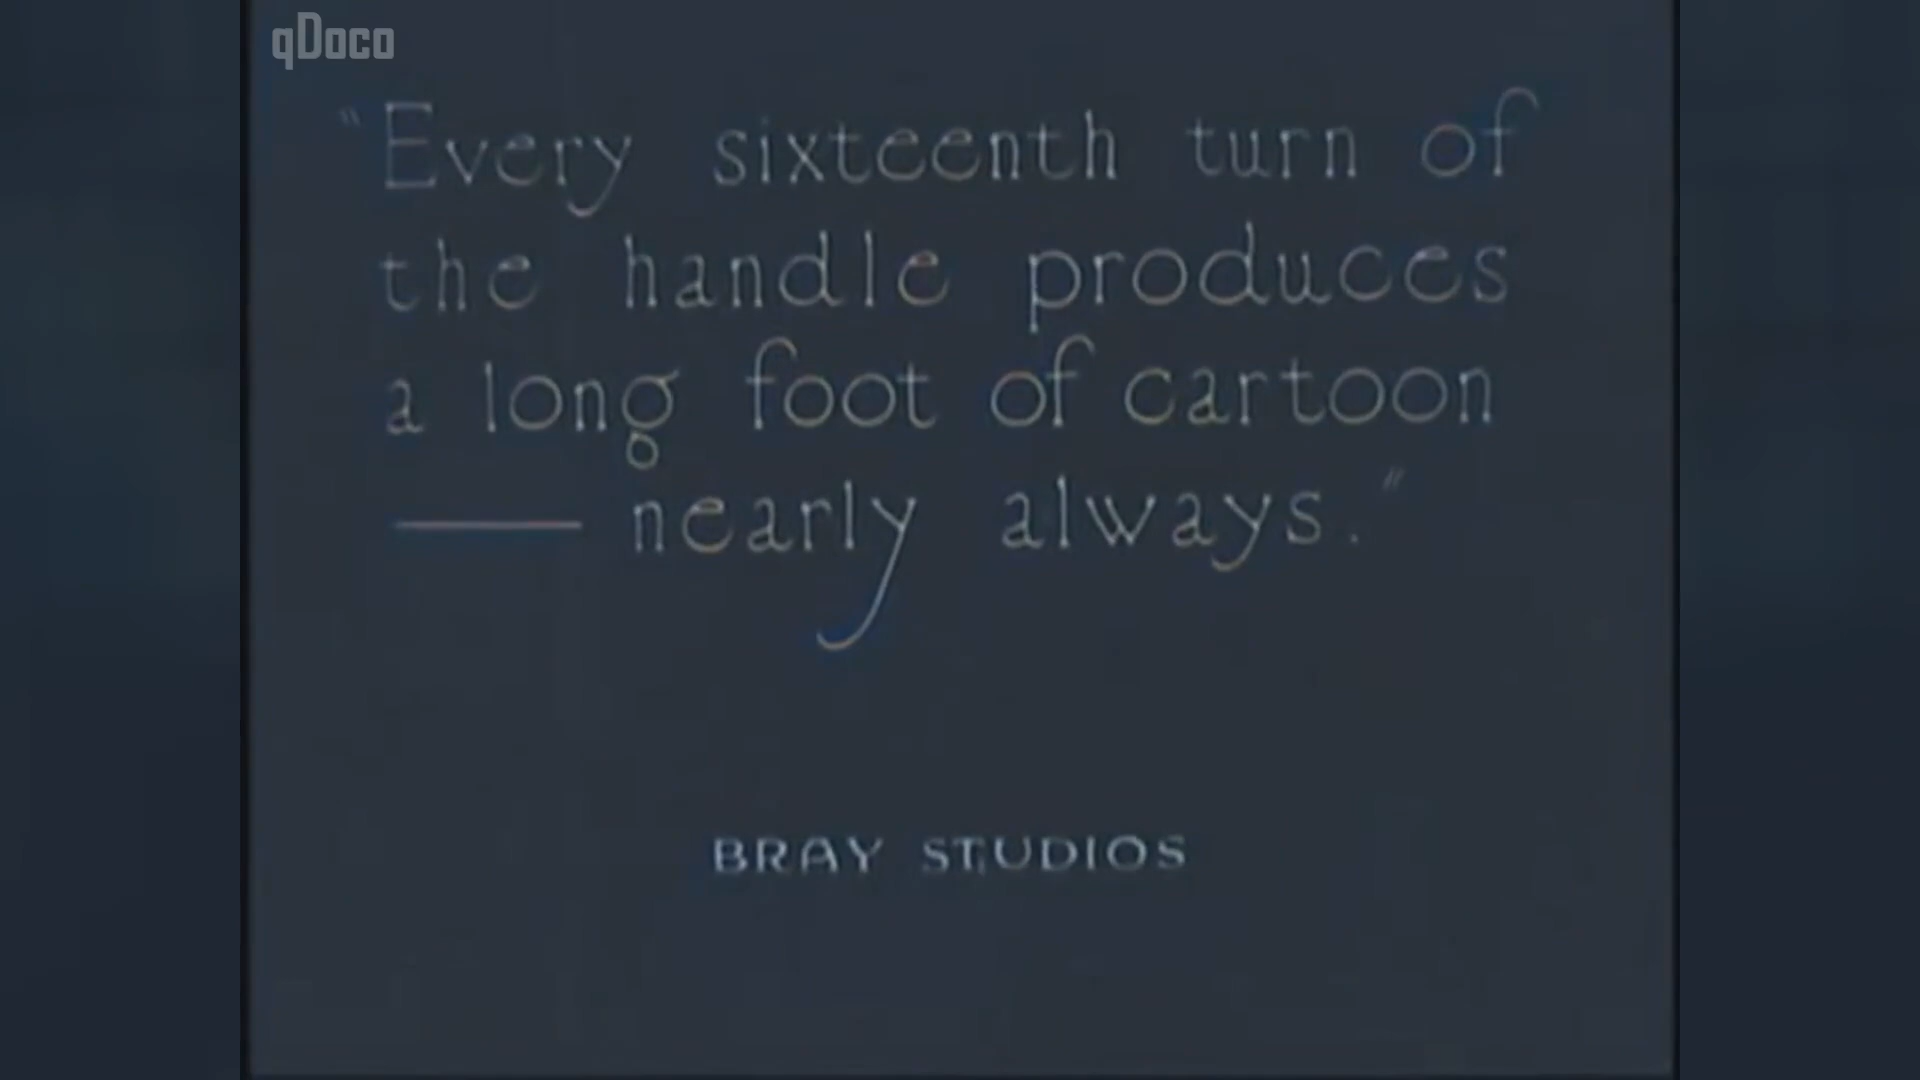 qDoco
"Every sixteenth turn of
the handle produces
a long foot of cartoon
—— nearly always."
BRAY STUDIOS